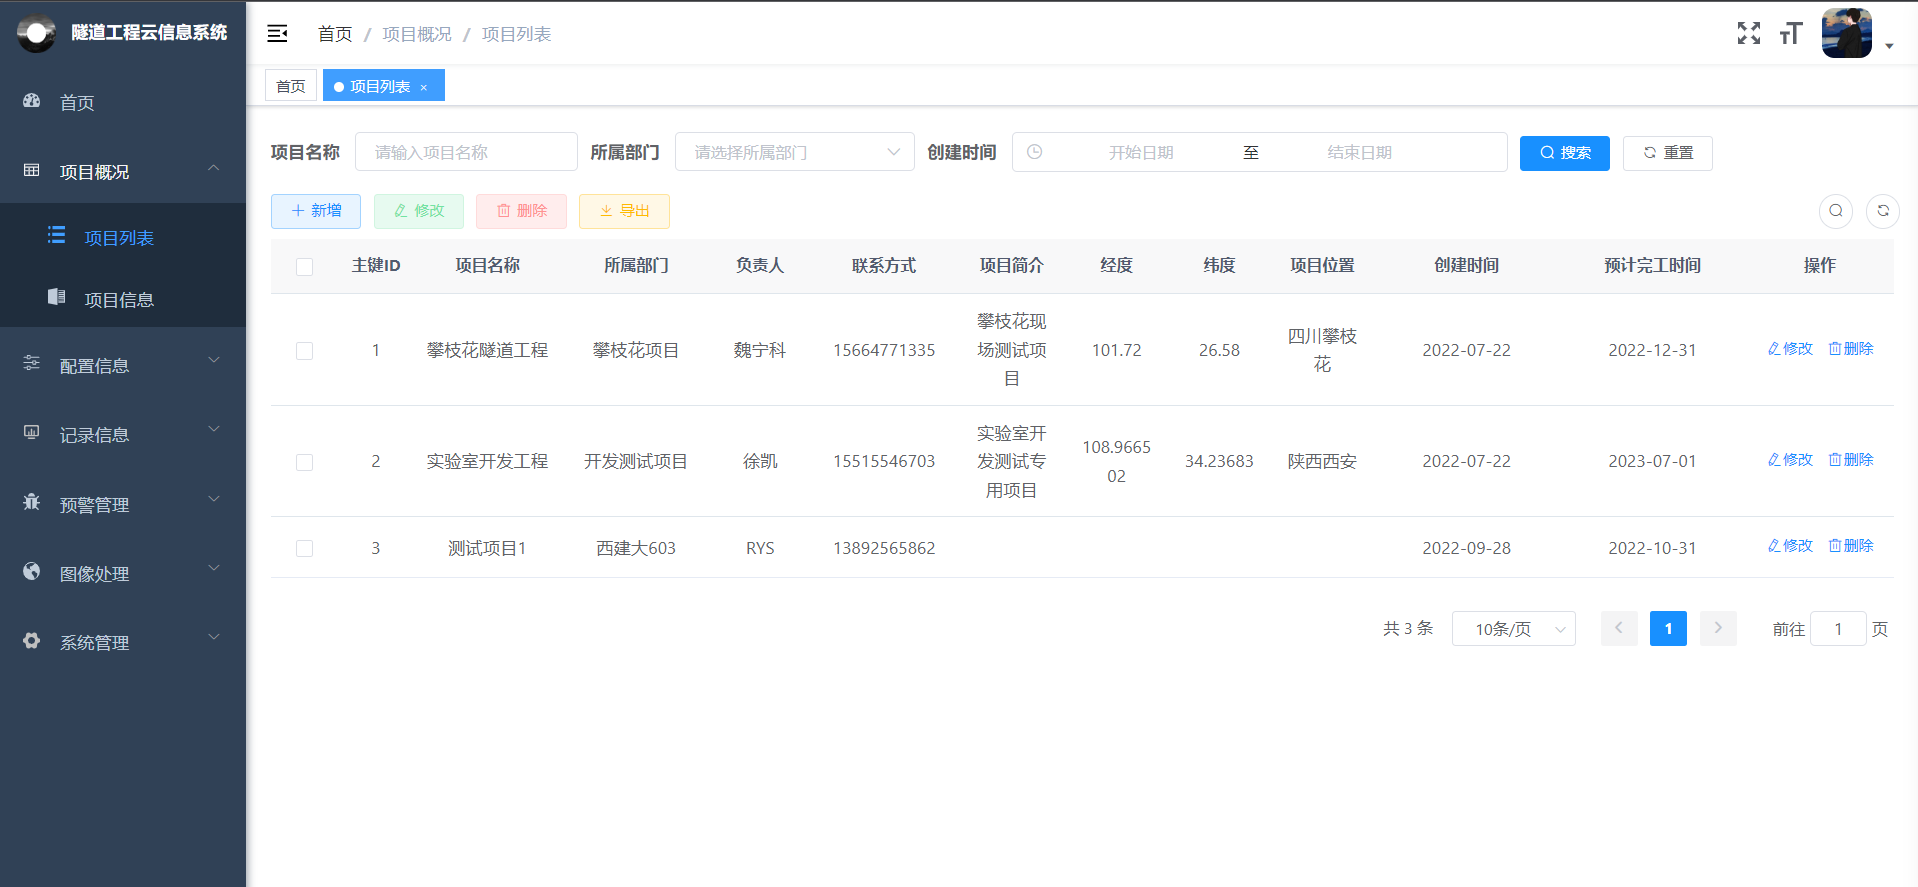 隧道工程云信息系统
首页
项目概况
项目列表
项目信息
配置信息
记录信息
预警管理
图像处理
系统管理
首页 / 项目概况 / 项目列表
首页
项目列表 ×
项目名称 请输入项目名称 所属部门 请选择所属部门 创建时间 开始日期 至 结束日期 搜索 重置
新增 修改 删除 导出
主键ID 项目名称 所属部门 负责人 联系方式 项目简介 经度 纬度 项目位置 创建时间 预计完工时间 操作
1 攀枝花隧道工程 攀枝花项目 魏宁科 15664771335
攀枝花现
场测试项
目
101.72 26.58
四川攀枝
花
2022-07-22 2022-12-31 修改 删除
2 实验室开发工程 开发测试项目 徐凯 15515546703
实验室开
发测试专
用项目
108.9665
02
34.23683 陕西西安 2022-07-22 2023-07-01 修改 删除
3 测试项目1 西建大603 RYS 13892565862 2022-09-28 2022-10-31 修改 删除
共 3 条 10条/页 < 1 > 前往 1 页